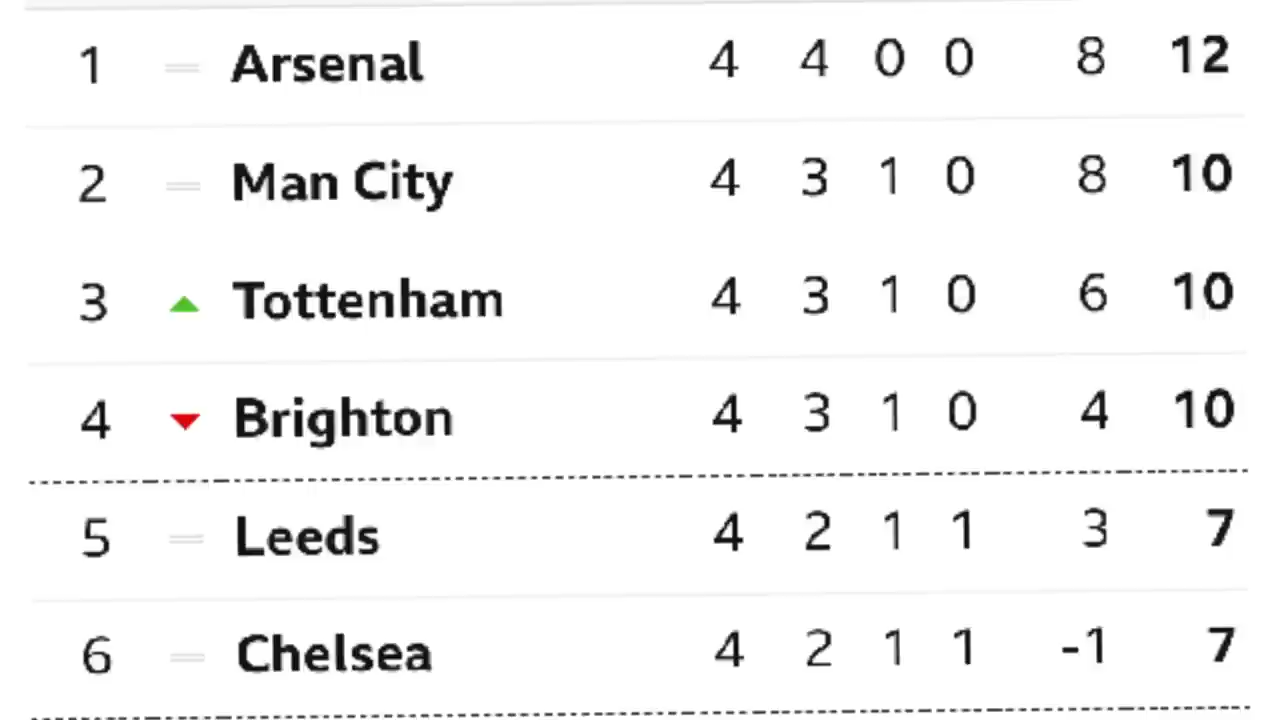 1 Arsenal 4 4 0 0 8 12
2 Man City 4 3 1 0 8 10
3 Tottenham 4 3 1 0 6 10
4 Brighton 4 3 1 0 4 10
5 Leeds 4 2 1 1 3 7
6 Chelsea 4 2 1 1 -1 7